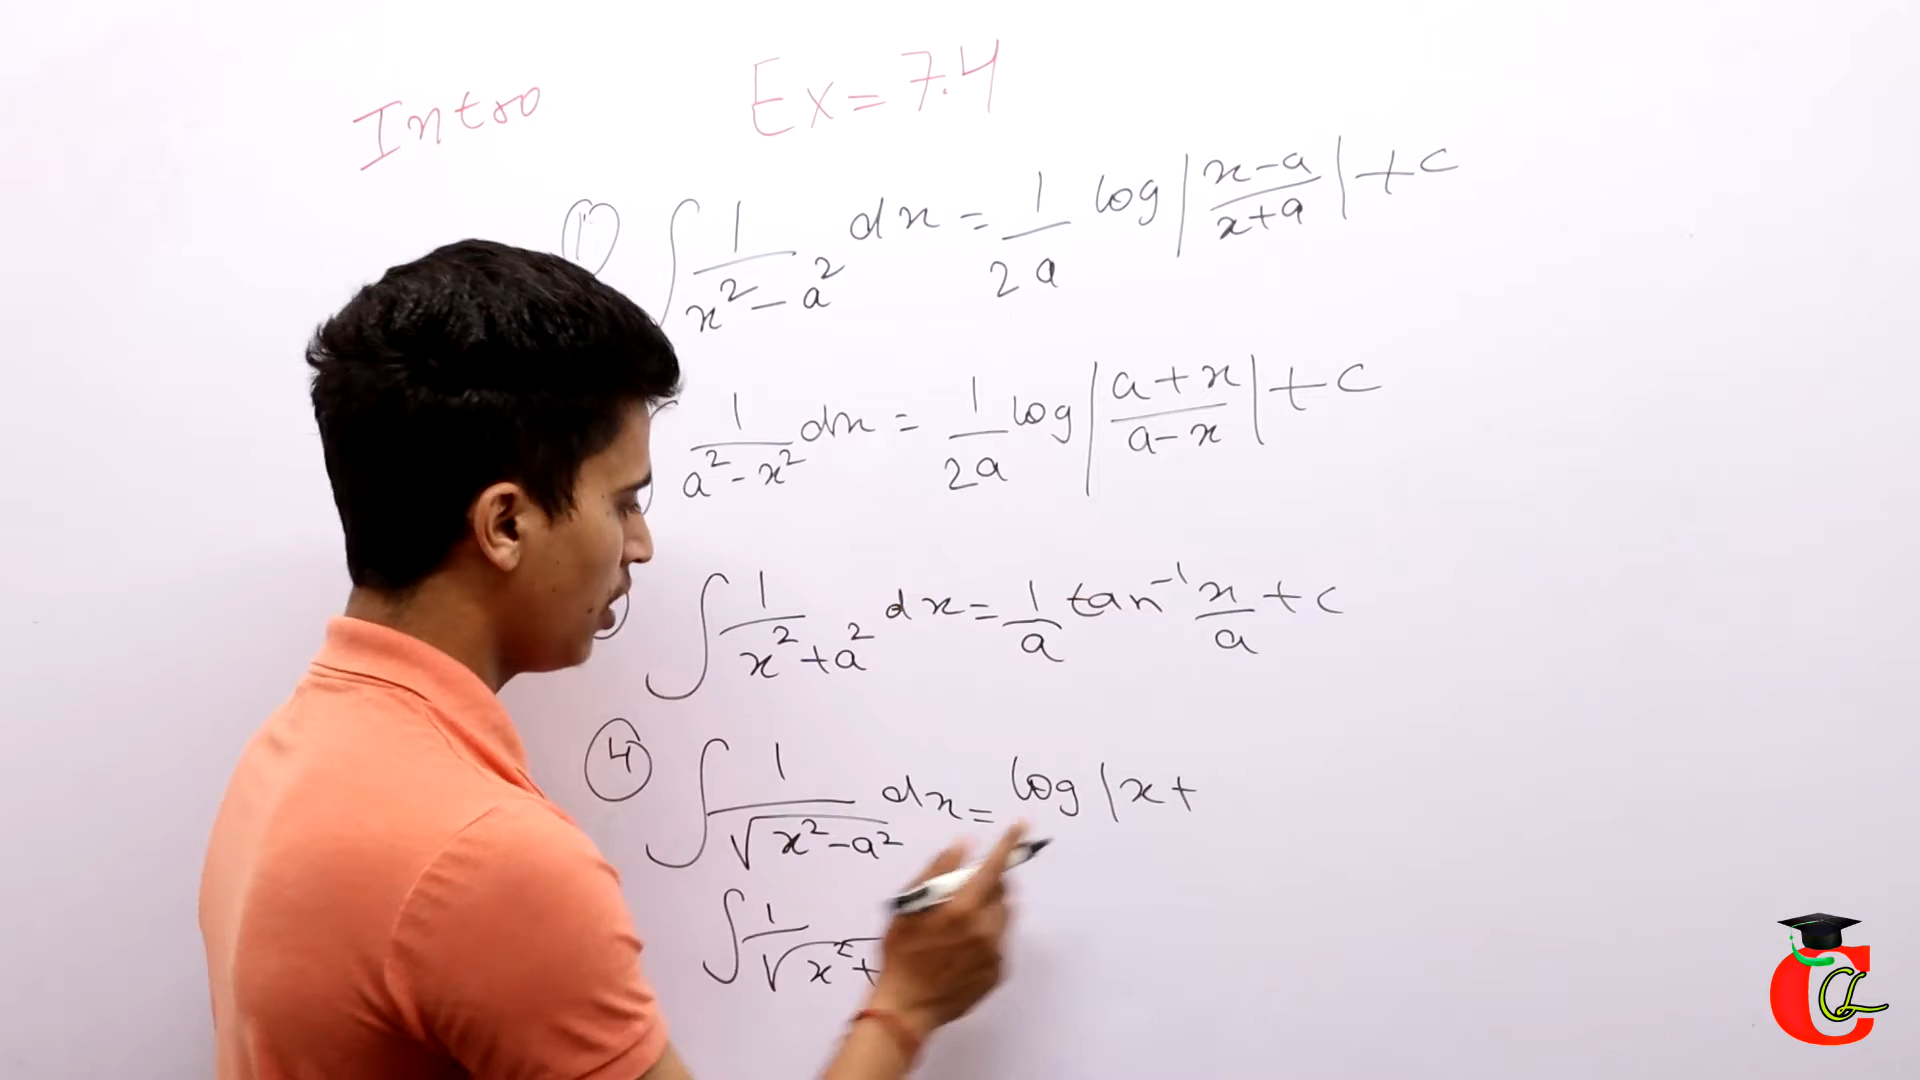 Intro Ex = 7.4
1) ∫ 1/(x² - a²) dx = 1/2a log |(x-a)/(x+a)| + c
1/(a² - x²) dx = 1/2a log |(a+x)/(a-x)| + c
∫ 1/(x² + a²) dx = 1/a tan⁻¹ x/a + c
4 ∫ 1/√(x² - a²) dx = log |x +
∫ 1/√(x² +
CL